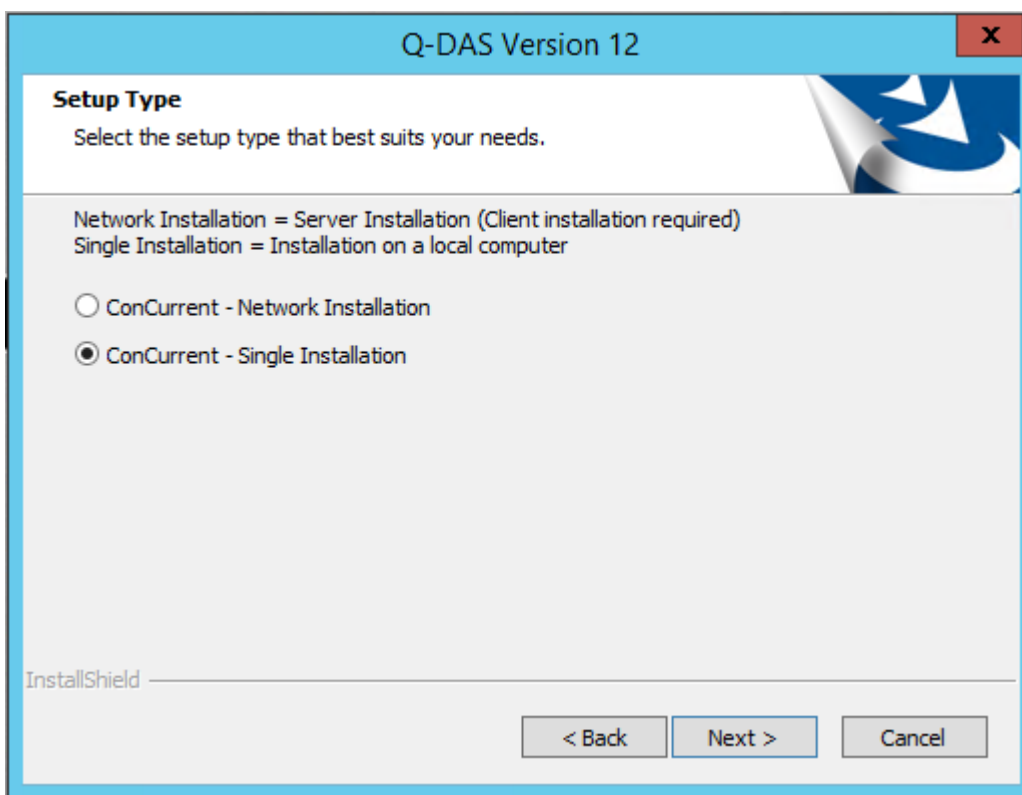 Q-DAS Version 12
x
Setup Type
Select the setup type that best suits your needs.
Network Installation = Server Installation (Client installation required)
Single Installation = Installation on a local computer
ConCurrent - Network Installation
ConCurrent - Single Installation
InstallShield
< Back Next > Cancel